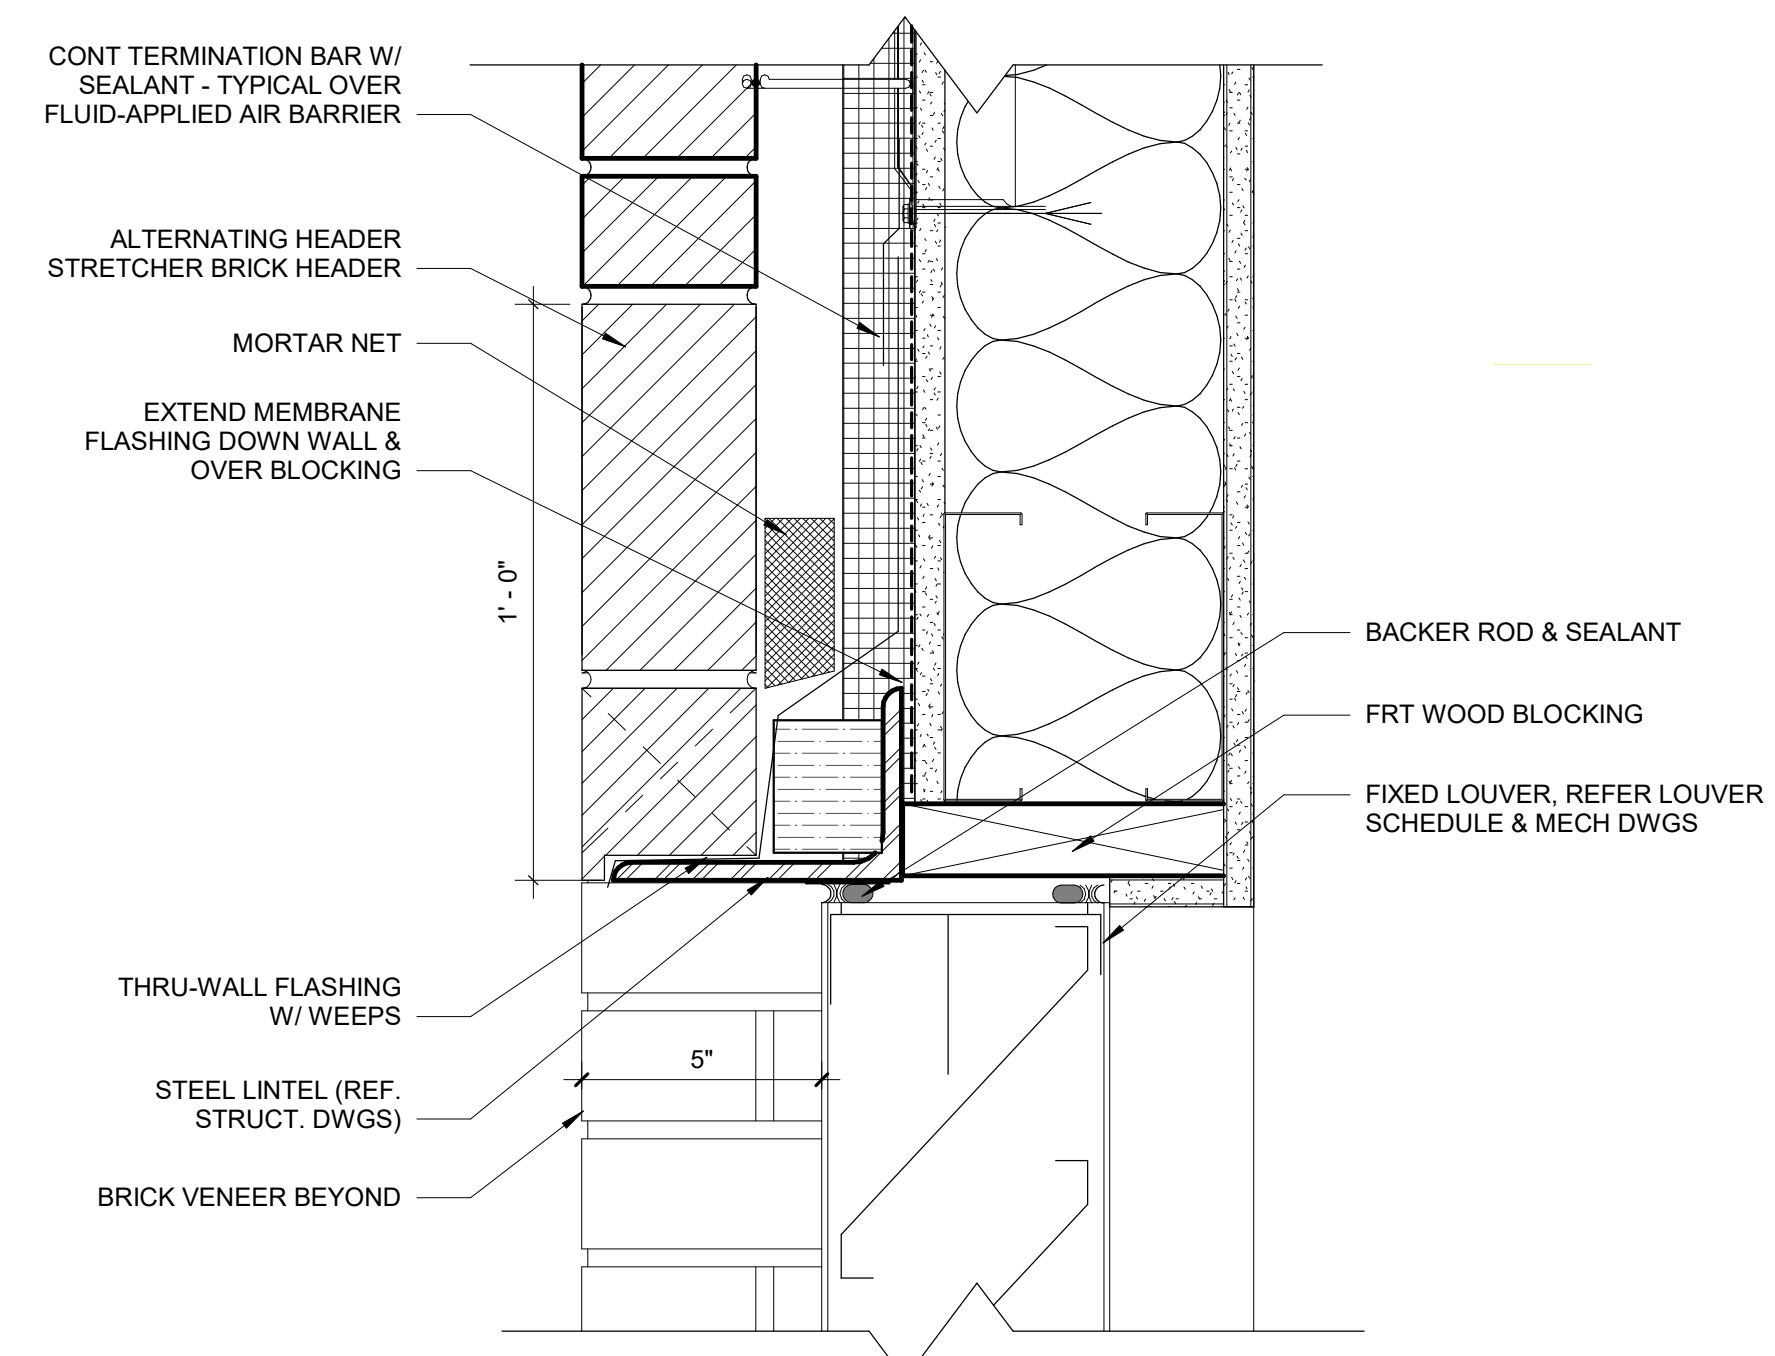 CONT TERMINATION BAR W/
SEALANT - TYPICAL OVER
FLUID-APPLIED AIR BARRIER
ALTERNATING HEADER
STRETCHER BRICK HEADER
MORTAR NET
EXTEND MEMBRANE
FLASHING DOWN WALL &
OVER BLOCKING
1' - 0"
BACKER ROD & SEALANT
FRT WOOD BLOCKING
FIXED LOUVER, REFER LOUVER
SCHEDULE & MECH DWGS
THRU-WALL FLASHING
W/ WEEPS
5"
STEEL LINTEL (REF.
STRUCT. DWGS)
BRICK VENEER BEYOND